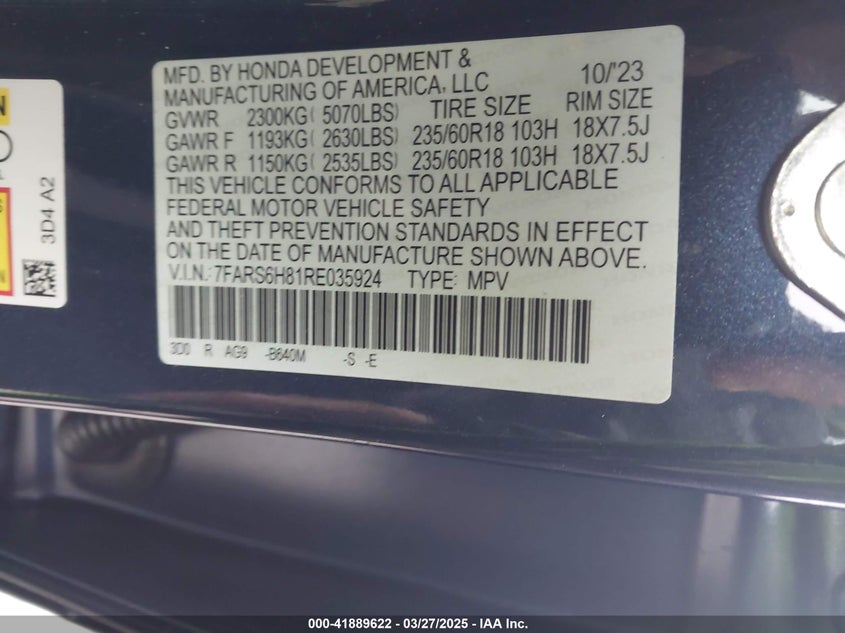 MFD. BY HONDA DEVELOPMENT &
MANUFACTURING OF AMERICA, LLC 10/'23
GVWR 2300KG( 5070LBS) TIRE SIZE RIM SIZE
GAWR F 1193KG( 2630LBS) 235/60R18 103H 18X7.5J
GAWR R 1150KG( 2535LBS) 235/60R18 103H 18X7.5J
THIS VEHICLE CONFORMS TO ALL APPLICABLE
FEDERAL MOTOR VEHICLE SAFETY
AND THEFT PREVENTION STANDARDS IN EFFECT
ON THE DATE OF MANUFACTURE SHOWN ABOVE.
V.I.N.: 7FARS6H81RE035924 TYPE: MPV
3D0 R AG9 -B640M -S -E
3D4 A2
000-41889622 — 03/27/2025 — IAA Inc.